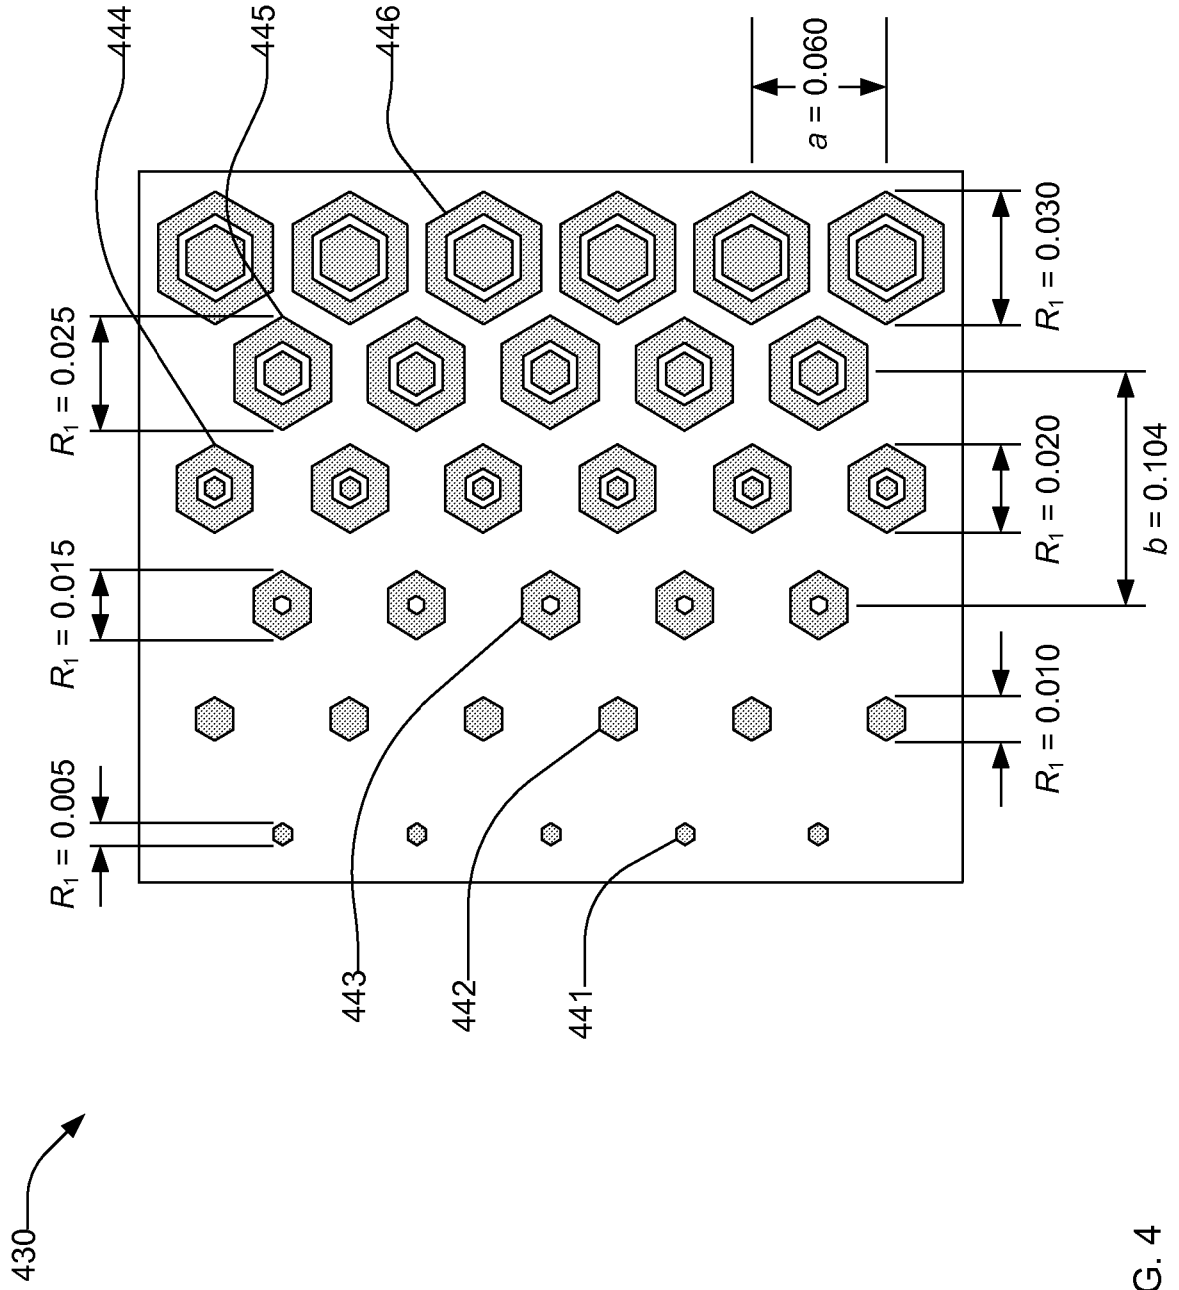 430
444
445
446
443
442
441
R1 = 0.005
R1 = 0.015
R1 = 0.025
R1 = 0.010
R1 = 0.020
R1 = 0.030
b = 0.104
a = 0.060
G. 4